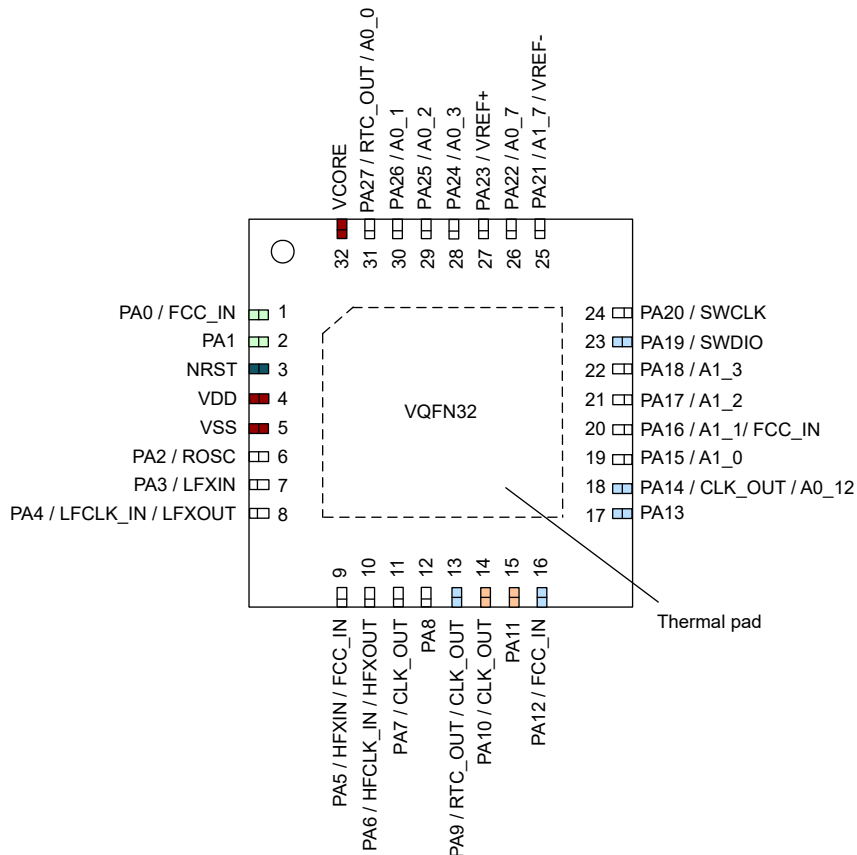 VCORE
PA27 / RTC_OUT / A0_0
PA26 / A0_1
PA25 / A0_2
PA24 / A0_3
PA23 / VREF+
PA22 / A0_7
PA21 / A1_7 / VREF-
32
31
30
29
28
27
26
25
PA0 / FCC_IN 1
PA1 2
NRST 3
VDD 4
VSS 5
PA2 / ROSC 6
PA3 / LFXIN 7
PA4 / LFCLK_IN / LFXOUT 8
VQFN32
24 PA20 / SWCLK
23 PA19 / SWDIO
22 PA18 / A1_3
21 PA17 / A1_2
20 PA16 / A1_1/ FCC_IN
19 PA15 / A1_0
18 PA14 / CLK_OUT / A0_12
17 PA13
9
10
11
12
13
14
15
16
PA5 / HFXIN / FCC_IN
PA6 / HFCLK_IN / HFXOUT
PA7 / CLK_OUT
PA8
PA9 / RTC_OUT / CLK_OUT
PA10 / CLK_OUT
PA11
PA12 / FCC_IN
Thermal pad